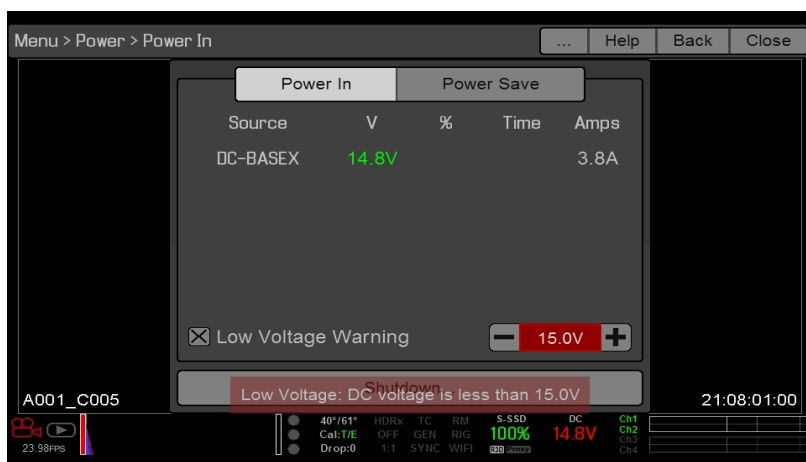 Menu > Power > Power In ... Help Back Close
Power In Power Save
Source V % Time Amps
DC-BASEX 14.8V 3.8A
Low Voltage Warning 15.0V
Shutdown
Low Voltage: DC voltage is less than 15.0V
A001_C005 21:08:01:00
40°/61° HDRx TC RM S-SSD DC Ch1
Cal:T/E OFF GEN RIG 100% 14.8V Ch2
Ch3
23.98FPS Drop:0 1:1 SYNC WIFI R3D Proxy Ch4